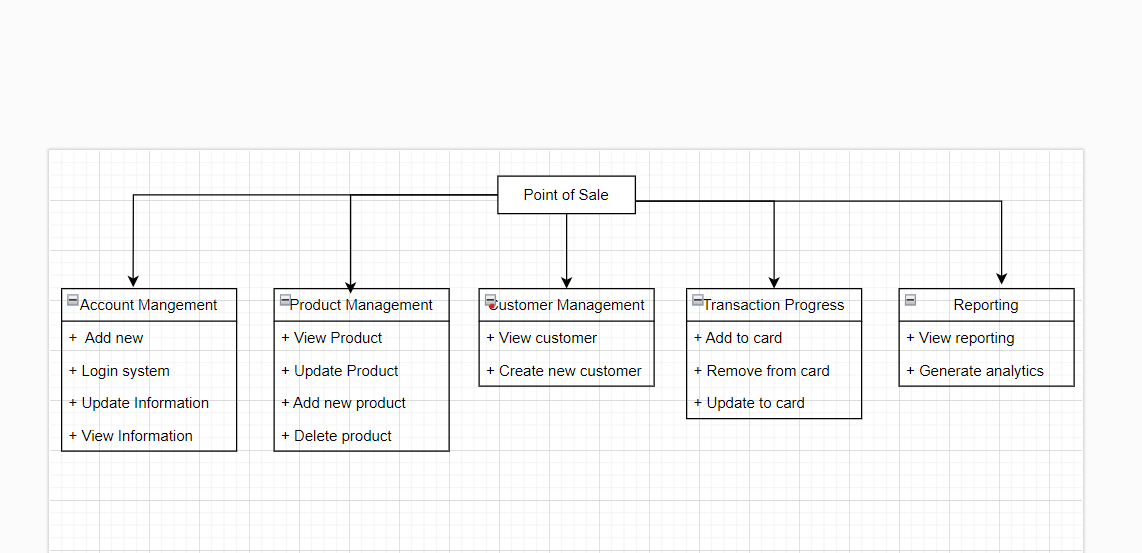 Point of Sale
Account Mangement
+ Add new
+ Login system
+ Update Information
+ View Information
Product Management
+ View Product
+ Update Product
+ Add new product
+ Delete product
Customer Management
+ View customer
+ Create new customer
Transaction Progress
+ Add to card
+ Remove from card
+ Update to card
Reporting
+ View reporting
+ Generate analytics